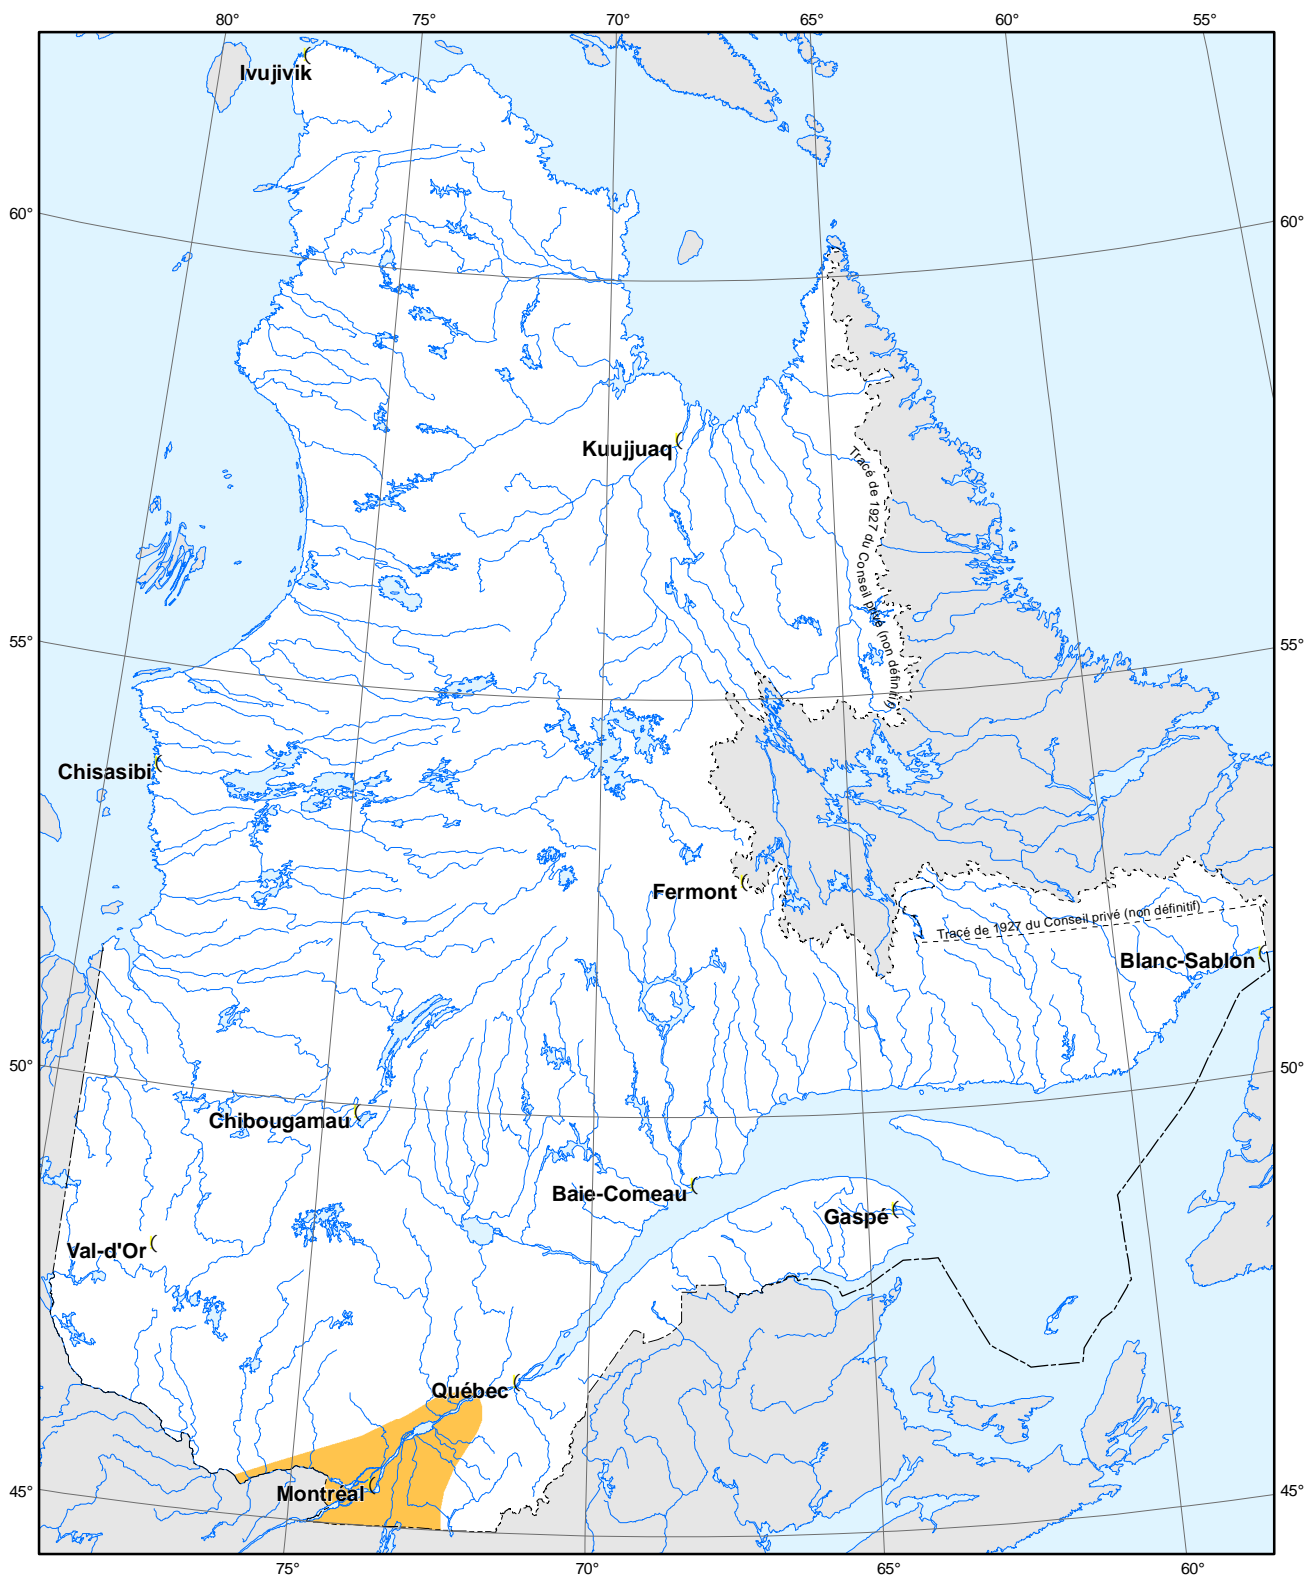 80°
75°
70°
65°
60°
55°
Ivujivik
60°
60°
Kuujjuaq
Tracé de 1927 du Conseil privé (non définitif)
55°
55°
Chisasibi
Fermont
Tracé de 1927 du Conseil privé (non définitif)
Blanc-Sablon
50°
50°
Chibougamau
Baie-Comeau
Gaspé
Val-d'Or
Québec
Montréal
45°
45°
75°
70°
65°
60°